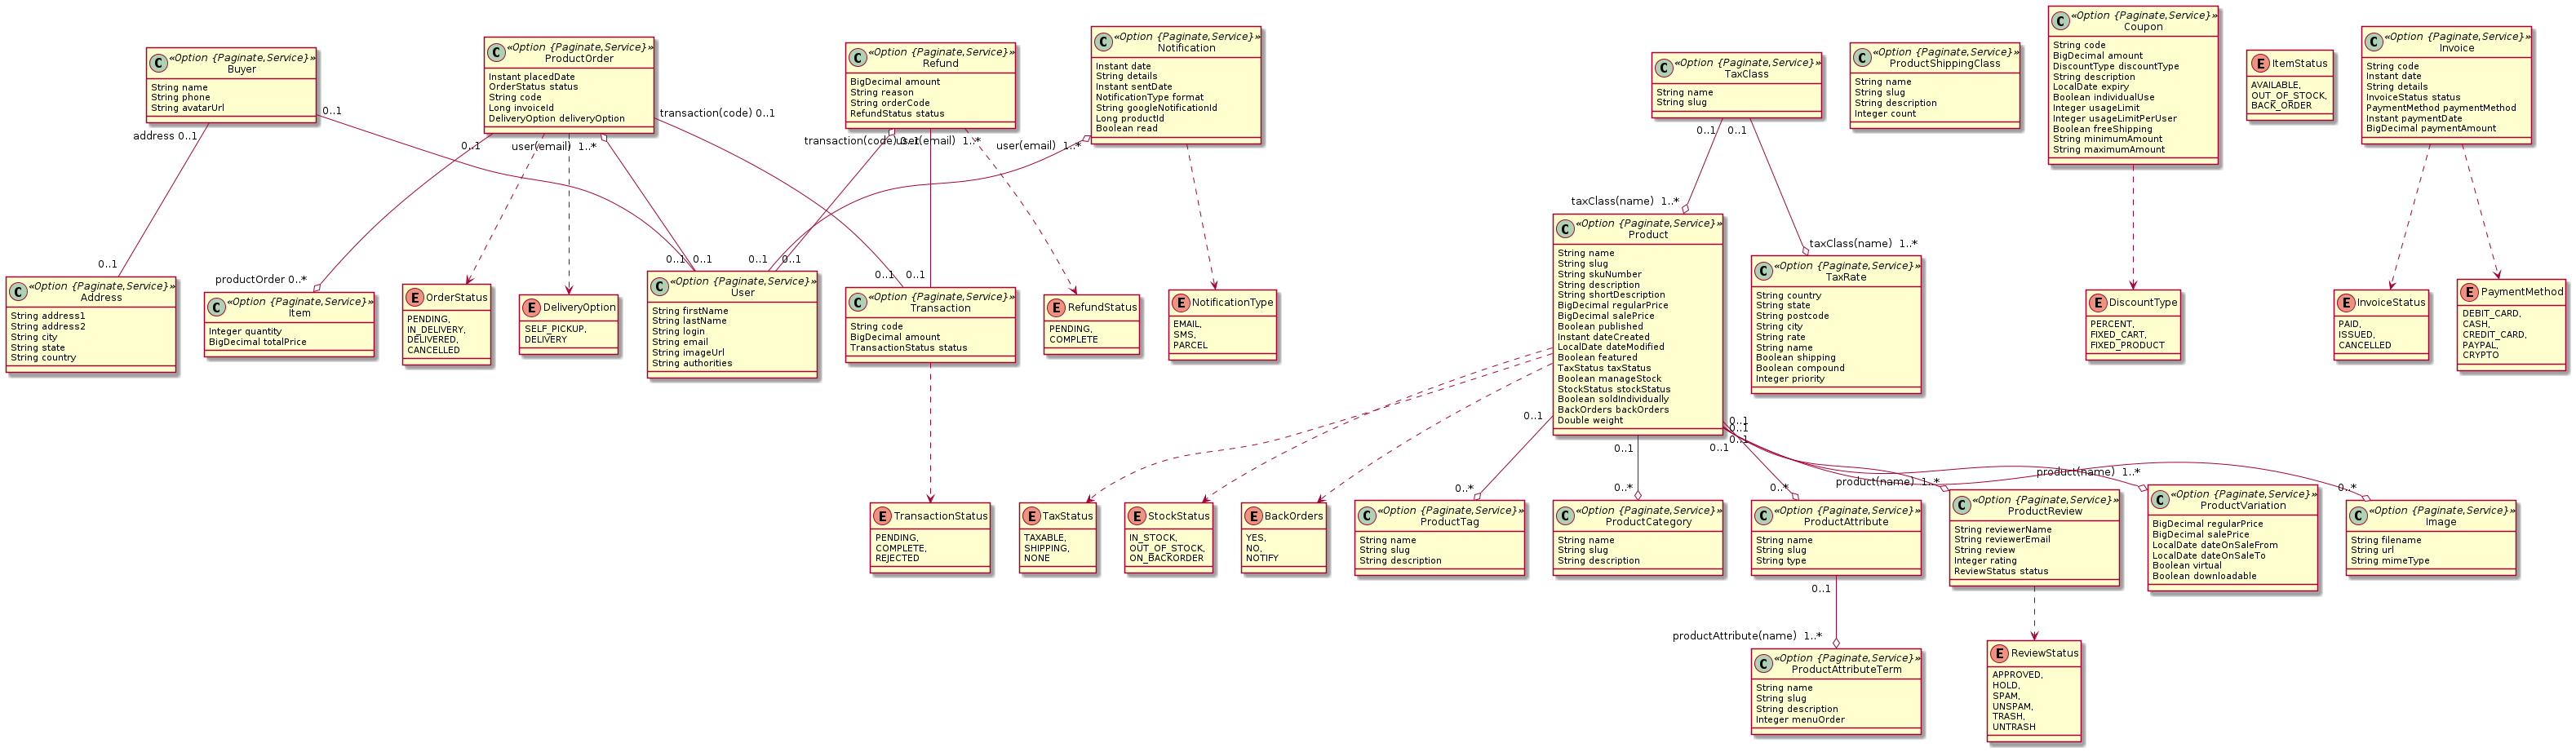 «Option {Paginate,Service}»
Buyer
String name
String phone
String avatarUrl
«Option {Paginate,Service}»
ProductOrder
Instant placedDate
OrderStatus status
String code
Long invoiceId
DeliveryOption deliveryOption
«Option {Paginate,Service}»
Refund
BigDecimal amount
String reason
String orderCode
RefundStatus status
«Option {Paginate,Service}»
Notification
Instant date
String details
Instant sentDate
NotificationType format
String googleNotificationId
Long productId
Boolean read
«Option {Paginate,Service}»
TaxClass
String name
String slug
«Option {Paginate,Service}»
ProductShippingClass
String name
String slug
String description
Integer count
«Option {Paginate,Service}»
Coupon
String code
BigDecimal amount
DiscountType discountType
String description
LocalDate expiry
Boolean individualUse
Integer usageLimit
Integer usageLimitPerUser
Boolean freeShipping
String minimumAmount
String maximumAmount
ItemStatus
AVAILABLE,
OUT_OF_STOCK,
BACK_ORDER
«Option {Paginate,Service}»
Invoice
String code
Instant date
String details
InvoiceStatus status
PaymentMethod paymentMethod
Instant paymentDate
BigDecimal paymentAmount
address 0..1
0..1
0..1
user(email) 1..*
transaction(code) 0..1
transaction(code) 0..1
user(email) 1..*
user(email) 1..*
0..1
0..1
0..1
productOrder 0..*
0..1
0..1
0..1
0..1
0..1
0..1
taxClass(name) 1..*
taxClass(name) 1..*
«Option {Paginate,Service}»
Address
String address1
String address2
String city
String state
String country
«Option {Paginate,Service}»
Item
Integer quantity
BigDecimal totalPrice
OrderStatus
PENDING,
IN_DELIVERY,
DELIVERED,
CANCELLED
DeliveryOption
SELF_PICKUP,
DELIVERY
«Option {Paginate,Service}»
User
String firstName
String lastName
String login
String email
String imageUrl
String authorities
«Option {Paginate,Service}»
Transaction
String code
BigDecimal amount
TransactionStatus status
RefundStatus
PENDING,
COMPLETE
NotificationType
EMAIL,
SMS,
PARCEL
«Option {Paginate,Service}»
Product
String name
String slug
String skuNumber
String description
String shortDescription
BigDecimal regularPrice
BigDecimal salePrice
Boolean published
Instant dateCreated
LocalDate dateModified
Boolean featured
TaxStatus taxStatus
Boolean manageStock
StockStatus stockStatus
Boolean soldIndividually
BackOrders backOrders
Double weight
«Option {Paginate,Service}»
TaxRate
String country
String state
String postcode
String city
String rate
String name
Boolean shipping
Boolean compound
Integer priority
DiscountType
PERCENT,
FIXED_CART,
FIXED_PRODUCT
InvoiceStatus
PAID,
ISSUED,
CANCELLED
PaymentMethod
DEBIT_CARD,
CASH,
CREDIT_CARD,
PAYPAL,
CRYPTO
0..1
0..1
0..1
0..1
0..1
0..1
0..*
0..*
0..*
product(name) 1..*
product(name) 1..*
0..*
TransactionStatus
PENDING,
COMPLETE,
REJECTED
TaxStatus
TAXABLE,
SHIPPING,
NONE
StockStatus
IN_STOCK,
OUT_OF_STOCK,
ON_BACKORDER
BackOrders
YES,
NO,
NOTIFY
«Option {Paginate,Service}»
ProductTag
String name
String slug
String description
«Option {Paginate,Service}»
ProductCategory
String name
String slug
String description
«Option {Paginate,Service}»
ProductAttribute
String name
String slug
String type
«Option {Paginate,Service}»
ProductReview
String reviewerName
String reviewerEmail
String review
Integer rating
ReviewStatus status
«Option {Paginate,Service}»
ProductVariation
BigDecimal regularPrice
BigDecimal salePrice
LocalDate dateOnSaleFrom
LocalDate dateOnSaleTo
Boolean virtual
Boolean downloadable
«Option {Paginate,Service}»
Image
String filename
String url
String mimeType
0..1
productAttribute(name) 1..*
«Option {Paginate,Service}»
ProductAttributeTerm
String name
String slug
String description
Integer menuOrder
ReviewStatus
APPROVED,
HOLD,
SPAM,
UNSPAM,
TRASH,
UNTRASH